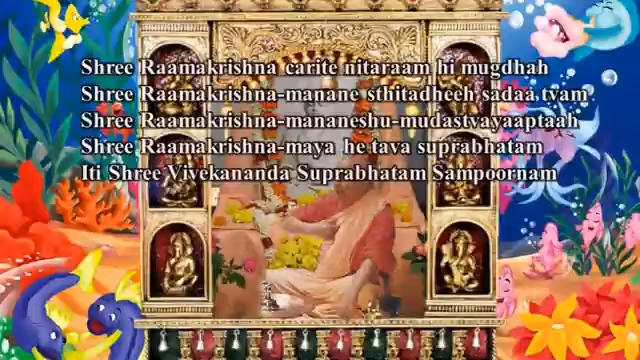 Shree Raamakrishna carite nitaraam hi mugdhah
Shree Raamakrishna-manane sthitadheeh sadaa tvam
Shree Raamakrishna-mananeshu-mudastvayaaptaah
Shree Raamakrishna-maya he tava suprabhatam
Iti Shree Vivekananda Suprabhatam Sampoornam